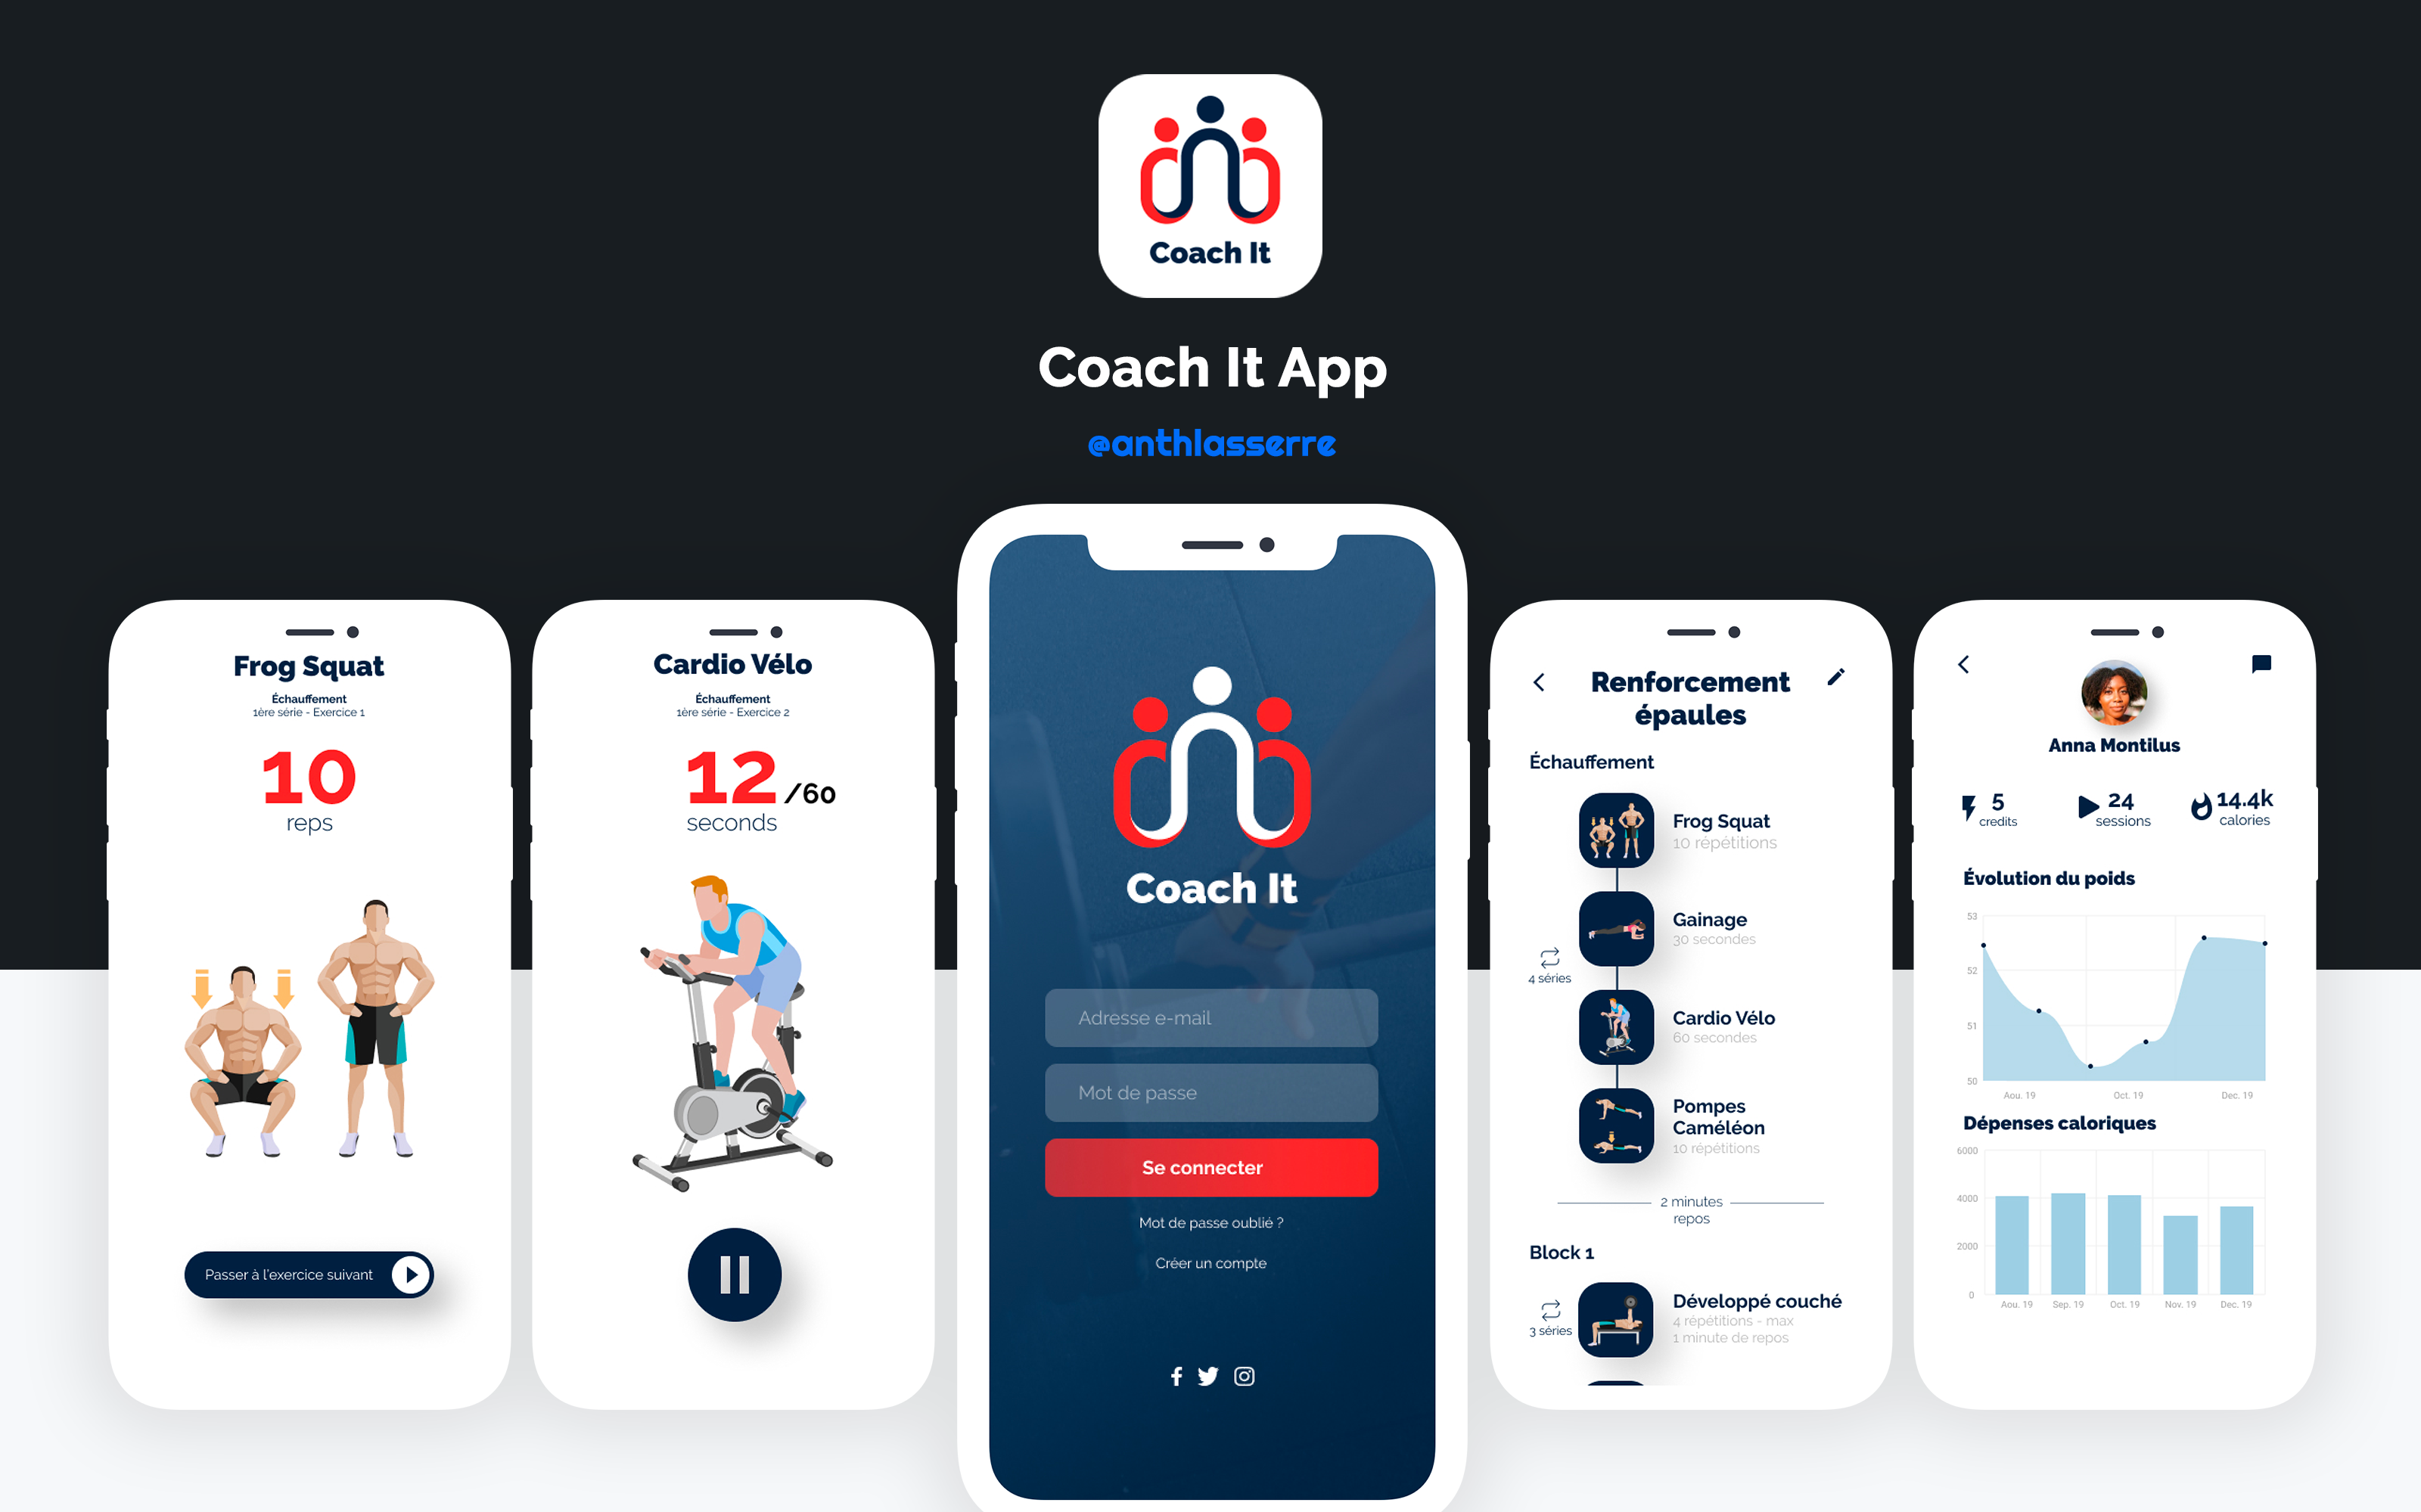 Coach It
Coach It App
@anthlasserre
Frog Squat
Échauffement
1ère série - Exercice 1
10
reps
Passer à l'exercice suivant
Cardio Vélo
Échauffement
1ère série - Exercice 2
12 /60
seconds
Coach It
Adresse e-mail
Mot de passe
Se connecter
Mot de passe oublié ?
Créer un compte
Renforcement
épaules
Échauffement
Frog Squat
10 répétitions
Gainage
30 secondes
4 séries
Cardio Vélo
60 secondes
Pompes
Caméléon
10 répétitions
2 minutes
repos
Block 1
Développé couché
4 répétitions - max
1 minute de repos
3 séries
Anna Montilus
5
credits
24
sessions
14.4k
calories
Évolution du poids
53
52
51
50
Aou. 19 Oct. 19 Dec. 19
Dépenses caloriques
6000
4000
2000
0
Aou. 19 Sep. 19 Oct. 19 Nov. 19 Dec. 19